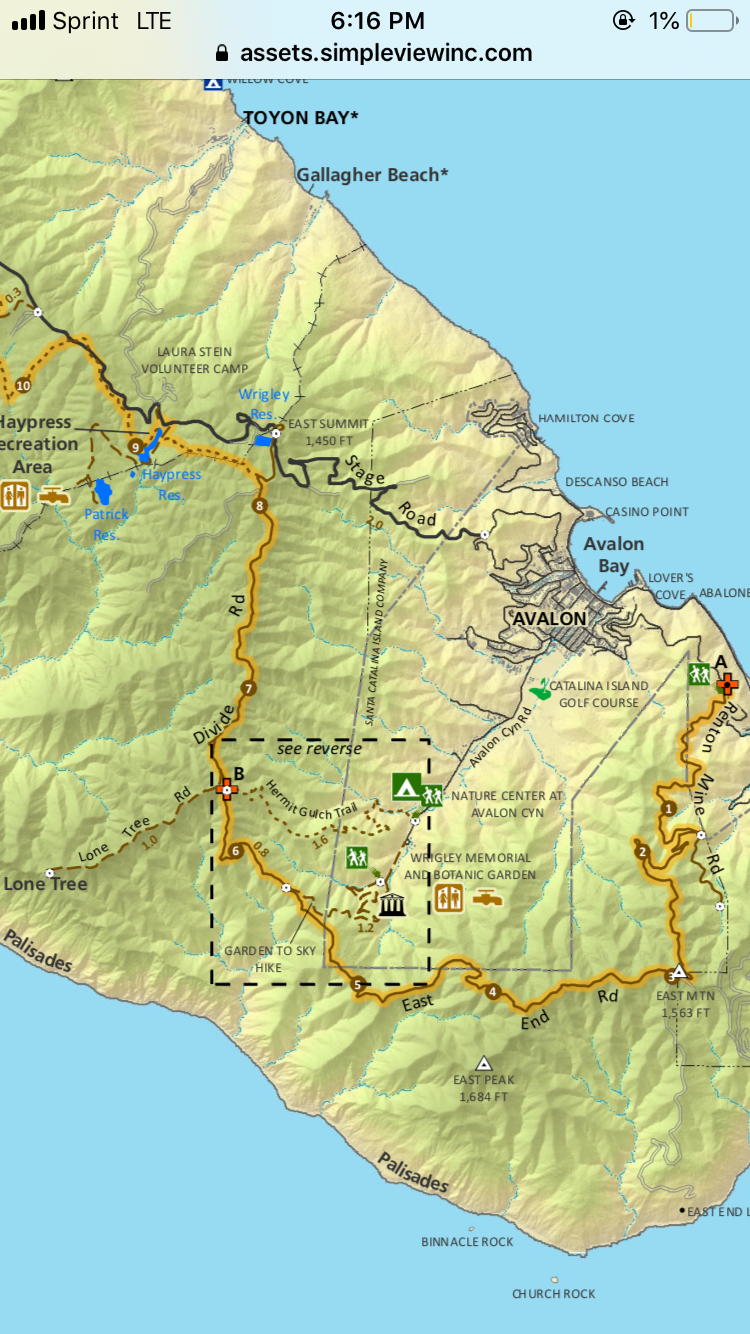 Sprint LTE 6:16 PM 1%
assets.simpleviewinc.com
WILLOW COVE
TOYON BAY*
Gallagher Beach*
0.3
LAURA STEIN
VOLUNTEER CAMP
10
Wrigley
Res.
Haypress
ecreation
Area
EAST SUMMIT
1,450 FT
HAMILTON COVE
9
Haypress
Res.
Stage
Road
2.0
DESCANSO BEACH
Patrick
Res.
8
CASINO POINT
Avalon
Bay
LOVER'S
COVE
ABALONE
Rd
AVALON
SANTA CATALINA ISLAND COMPANY
A
7
CATALINA ISLAND
GOLF COURSE
Renton
Mine
Rd
Divide
see reverse
Avalon Cyn Rd
B
Hermit Gulch Trail
NATURE CENTER AT
AVALON CYN
1
Lone Tree Rd
1.0
1.6
0.8
6
2
WRIGLEY MEMORIAL
AND BOTANIC GARDEN
Lone Tree
1.2
Palisades
GARDEN TO SKY
HIKE
5
4
3
East End Rd
EAST MTN
1,563 FT
EAST PEAK
1,684 FT
Palisades
EAST END L
BINNACLE ROCK
CHURCH ROCK